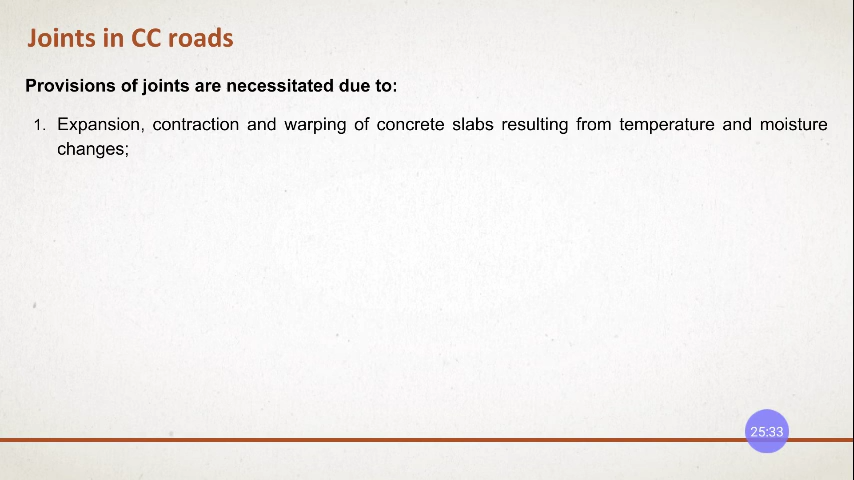 Joints in CC roads
Provisions of joints are necessitated due to:
1. Expansion, contraction and warping of concrete slabs resulting from temperature and moisture
changes;
25:33